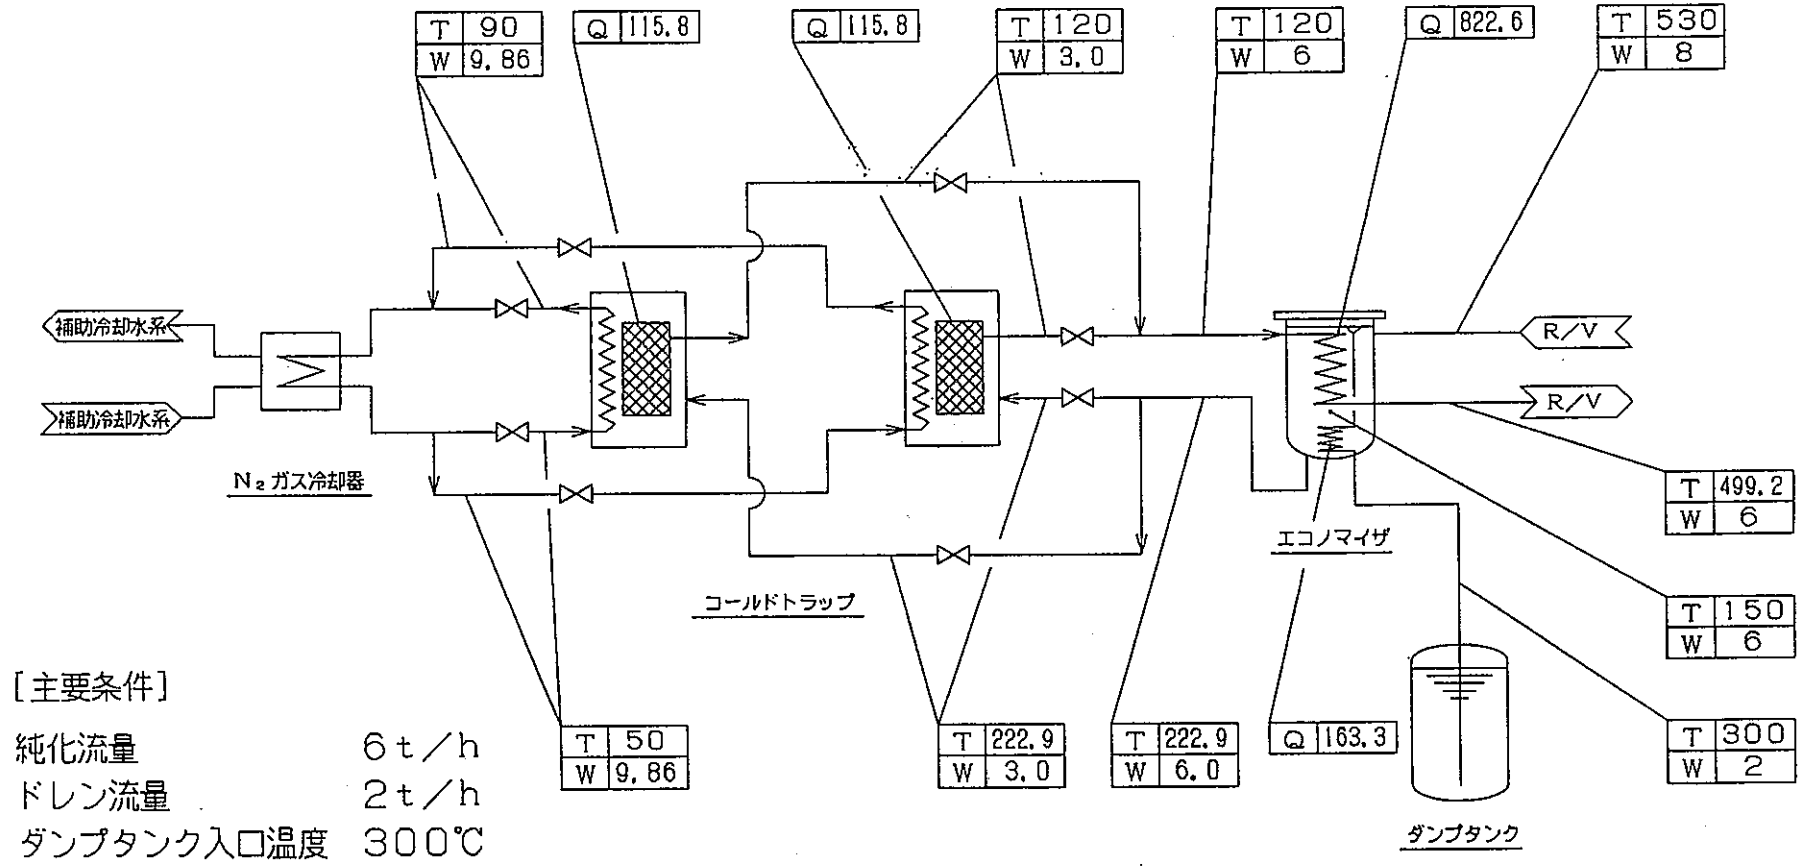 T 90
W 9.86
Q 115.8
Q 115.8
T 120
W 3.0
T 120
W 6
Q 822.6
T 530
W 8
補助冷却水系
補助冷却水系
N₂ガス冷却器
コールドトラップ
エコノマイザ
R/V
R/V
T 499.2
W 6
T 150
W 6
T 300
W 2
T 50
W 9.86
T 222.9
W 3.0
T 222.9
W 6.0
Q 163.3
ダンプタンク
[主要条件]
純化流量 6t/h
ドレン流量 2t/h
ダンプタンク入口温度 300℃